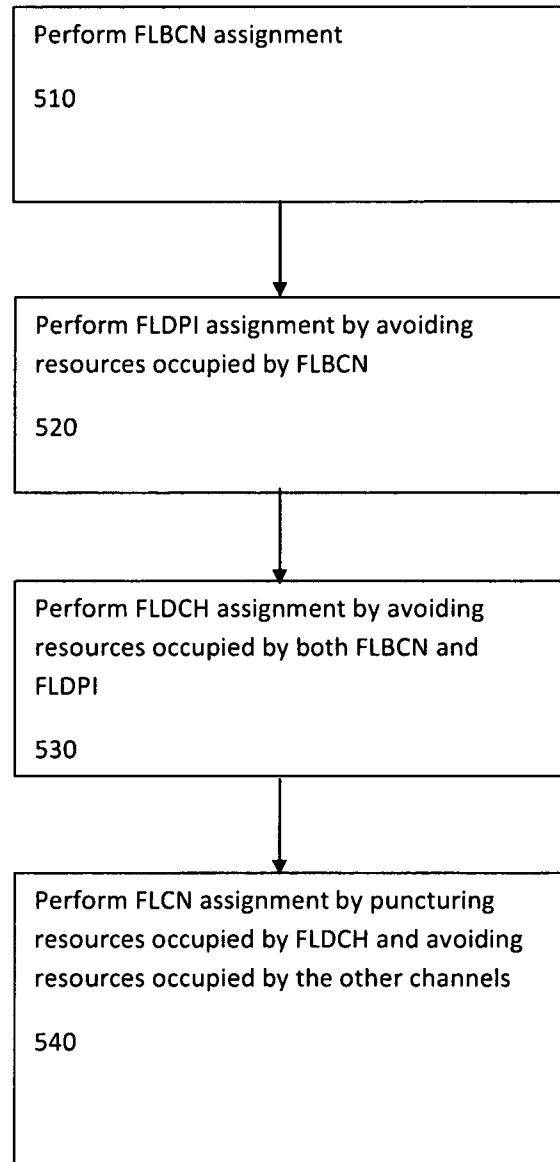 Perform FLBCN assignment
510
Perform FLDPI assignment by avoiding
resources occupied by FLBCN
520
Perform FLDCH assignment by avoiding
resources occupied by both FLBCN and
FLDPI
530
Perform FLCN assignment by puncturing
resources occupied by FLDCH and avoiding
resources occupied by the other channels
540